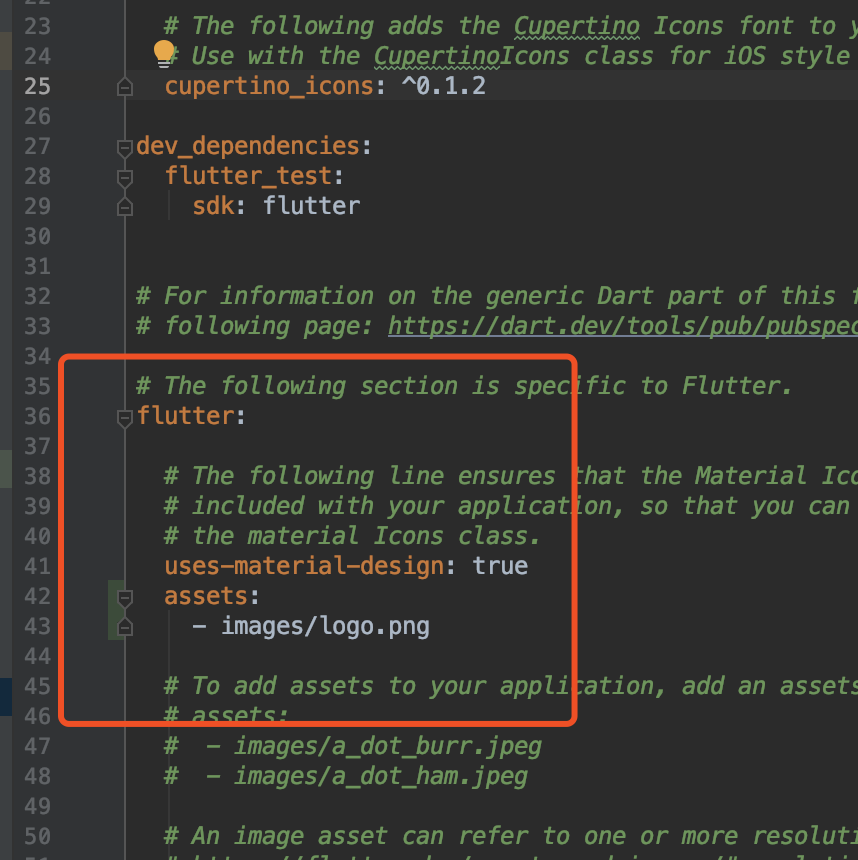 22
23 # The following adds the Cupertino Icons font to
24 # Use with the CupertinoIcons class for iOS style
25 cupertino_icons: ^0.1.2
26
27 dev_dependencies:
28 flutter_test:
29 sdk: flutter
30
31
32 # For information on the generic Dart part of this
33 # following page: https://dart.dev/tools/pub/pubspec
34
35 # The following section is specific to Flutter.
36 flutter:
37
38 # The following line ensures that the Material Ico
39 # included with your application, so that you can
40 # the material Icons class.
41 uses-material-design: true
42 assets:
43 - images/logo.png
44
45 # To add assets to your application, add an assets
46 # assets:
47 # - images/a_dot_burr.jpeg
48 # - images/a_dot_ham.jpeg
49
50 # An image asset can refer to one or more resoluti